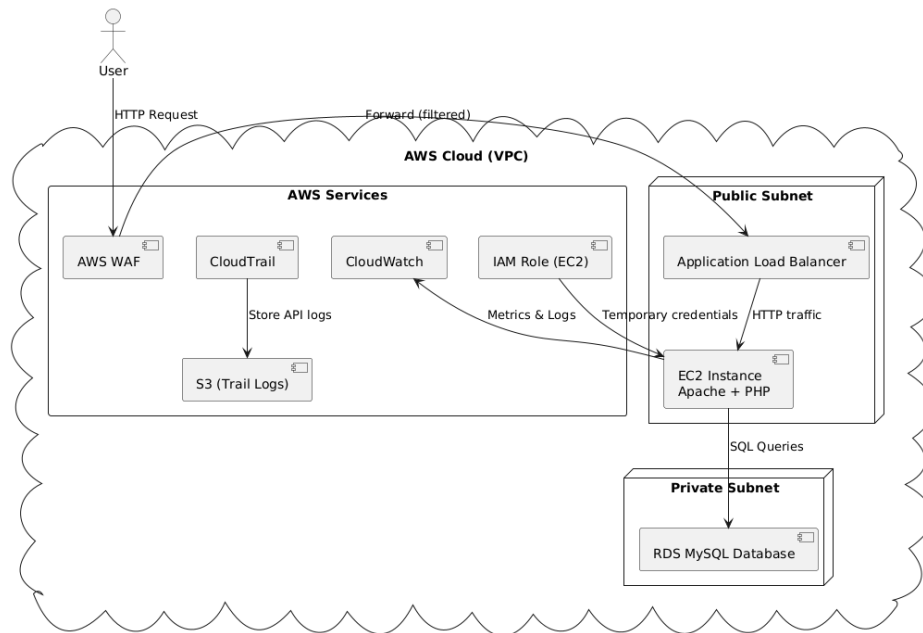 User
HTTP Request
Forward (filtered)
AWS Cloud (VPC)
AWS Services
Public Subnet
AWS WAF
CloudTrail
CloudWatch
IAM Role (EC2)
Application Load Balancer
Store API logs
Metrics & Logs
Temporary credentials
HTTP traffic
S3 (Trail Logs)
EC2 Instance
Apache + PHP
SQL Queries
Private Subnet
RDS MySQL Database